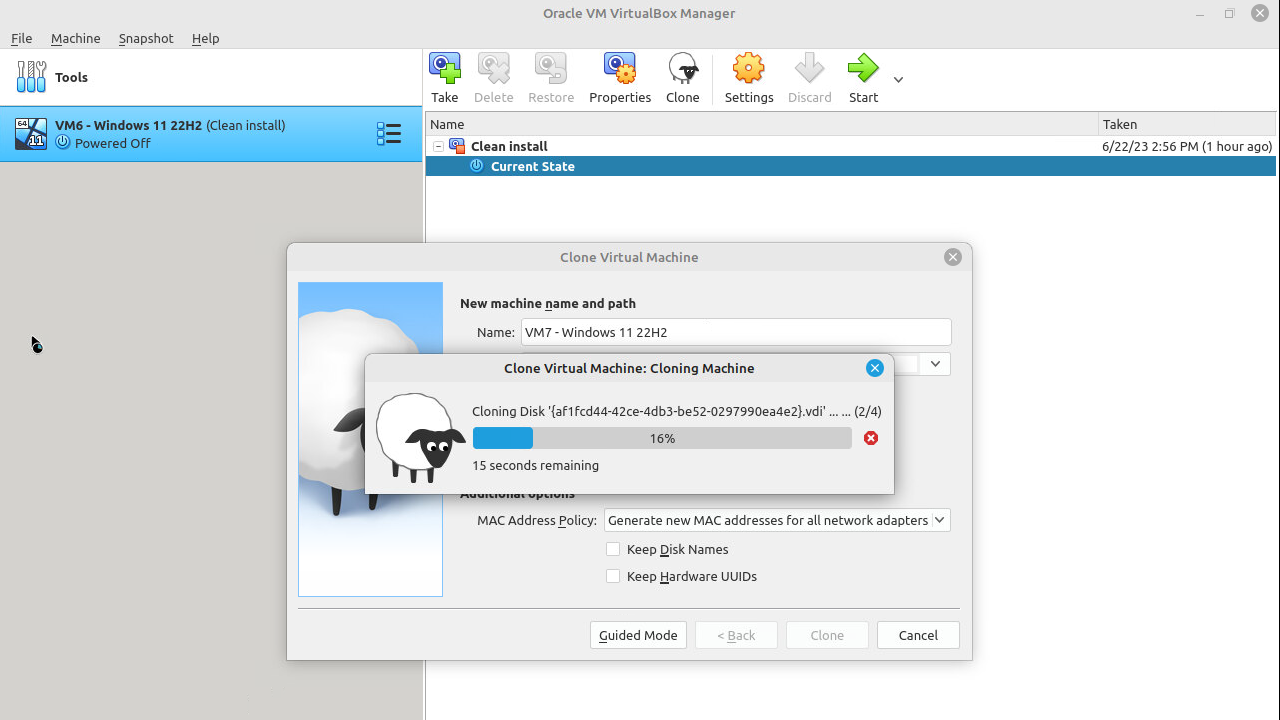 Oracle VM VirtualBox Manager
File Machine Snapshot Help
Tools
Take Delete Restore Properties Clone Settings Discard Start
64 11
VM6 - Windows 11 22H2 (Clean install)
Powered Off
Name Taken
Clean install 6/22/23 2:56 PM (1 hour ago)
Current State
Clone Virtual Machine
New machine name and path
Name: VM7 - Windows 11 22H2
Clone Virtual Machine: Cloning Machine
Cloning Disk '{af1fcd44-42ce-4db3-be52-0297990ea4e2}.vdi' ... ... (2/4)
16%
15 seconds remaining
Additional options
MAC Address Policy: Generate new MAC addresses for all network adapters
Keep Disk Names
Keep Hardware UUIDs
Guided Mode < Back Clone Cancel